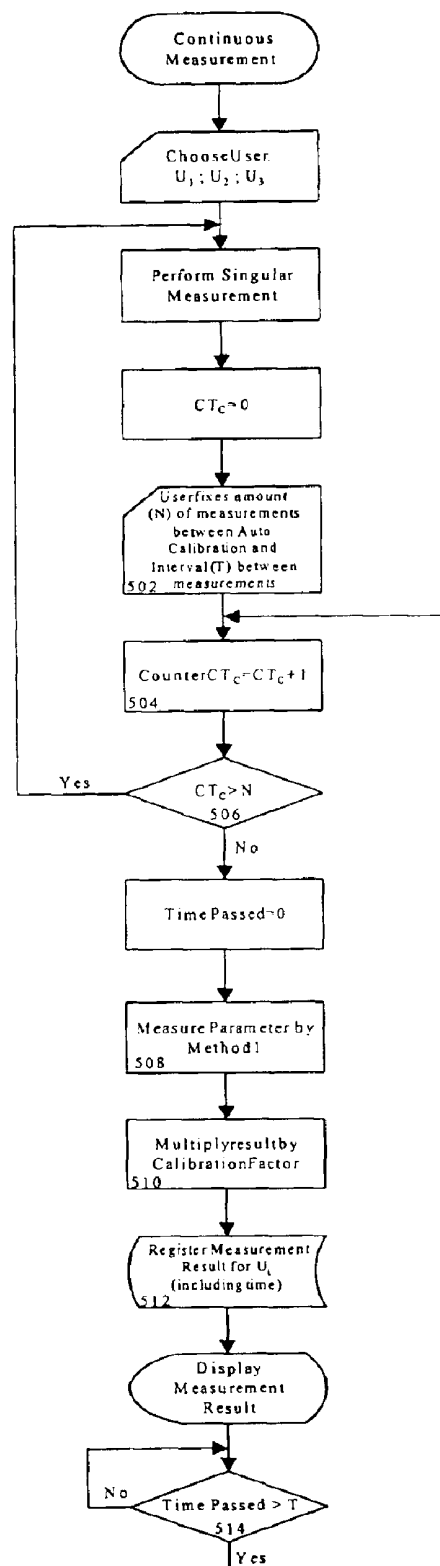 Continuous
Measurement
ChooseUser
U1 ; U2 ; U3
Perform Singular
Measurement
CTC=0
Userfixes amount
(N) of measurements
between Auto
Calibration and
Interval(T) between
measurements
502
CounterCTC=CTC+1
504
Yes
CTC>N
506
No
TimePassed=0
MeasureParameter by
Method1
508
Multiplyresultby
CalibrationFactor
510
Register Measurement
Result for Ui
(including time)
512
Display
Measurement
Result
No
Time Passed > T
514
Yes